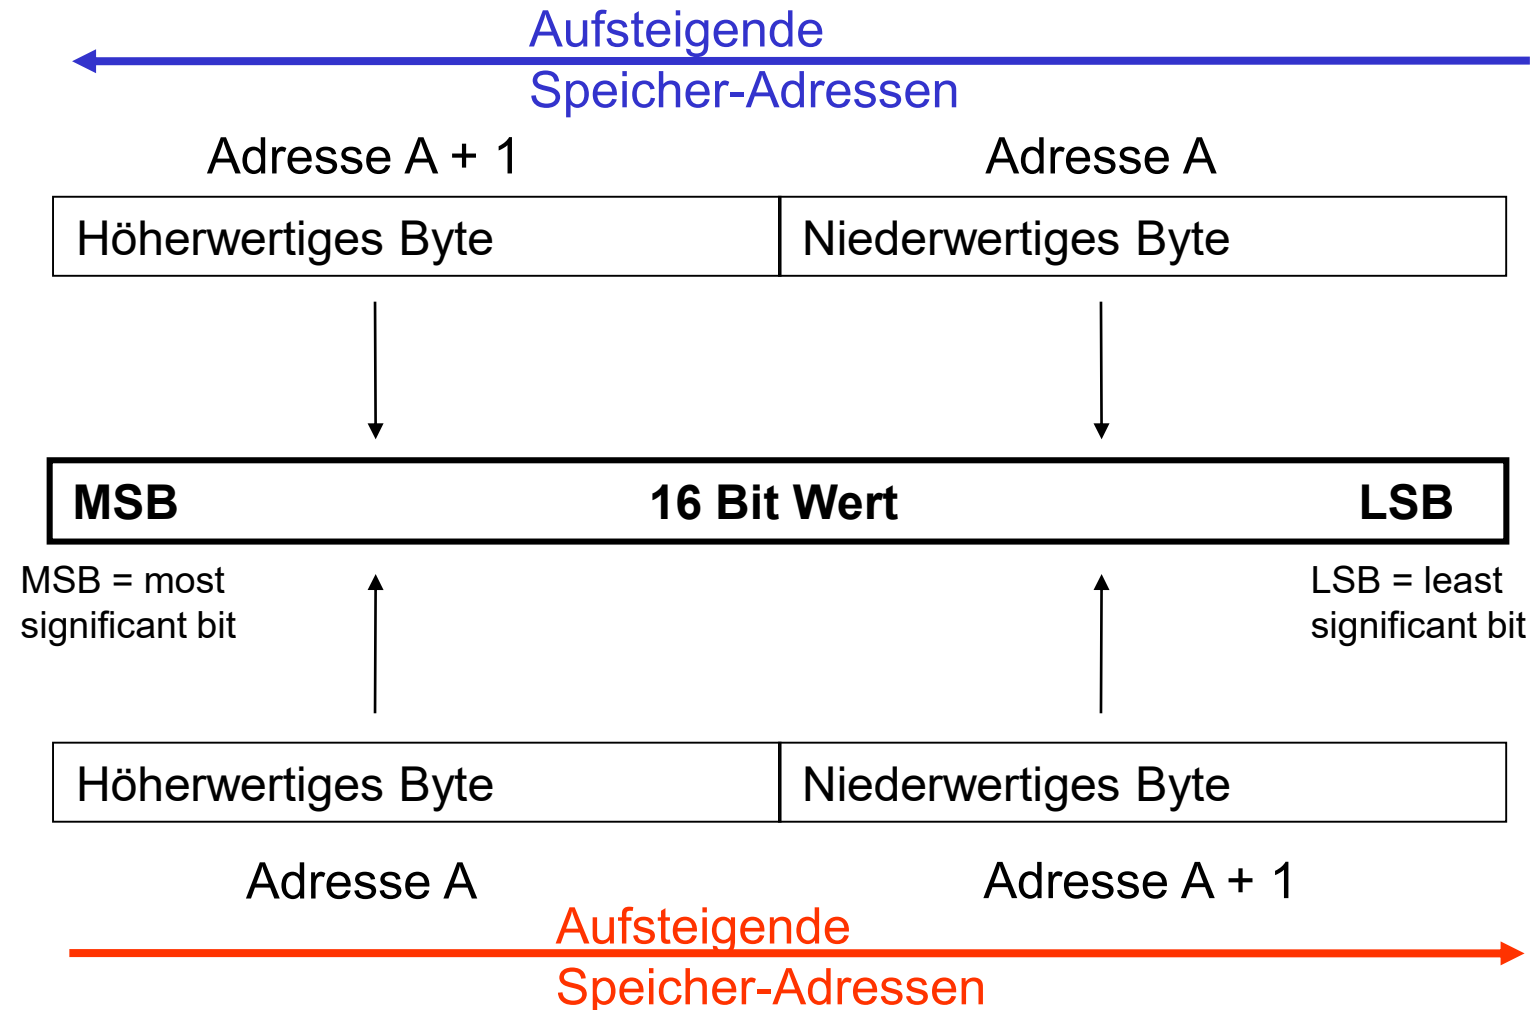 Aufsteigende
Speicher-Adressen
Adresse A + 1
Adresse A
Höherwertiges Byte
Niederwertiges Byte
MSB
16 Bit Wert
LSB
MSB = most
significant bit
LSB = least
significant bit
Höherwertiges Byte
Niederwertiges Byte
Adresse A
Adresse A + 1
Aufsteigende
Speicher-Adressen